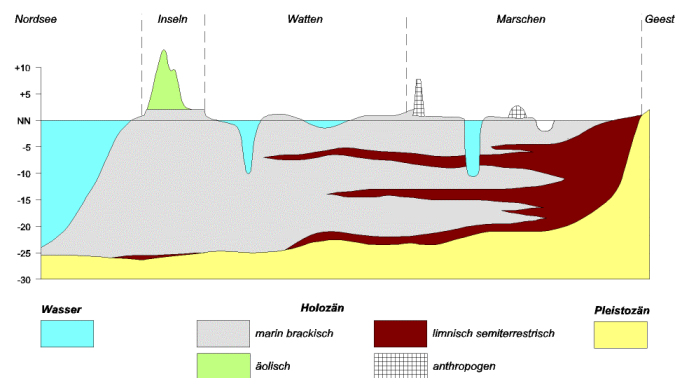 Nordsee Inseln Watten Marschen Geest
+10
+5
NN
-5
-10
-15
-20
-25
-30
Wasser Holozän Pleistozän
marin brackisch limnisch semiterrestrisch
äolisch anthropogen